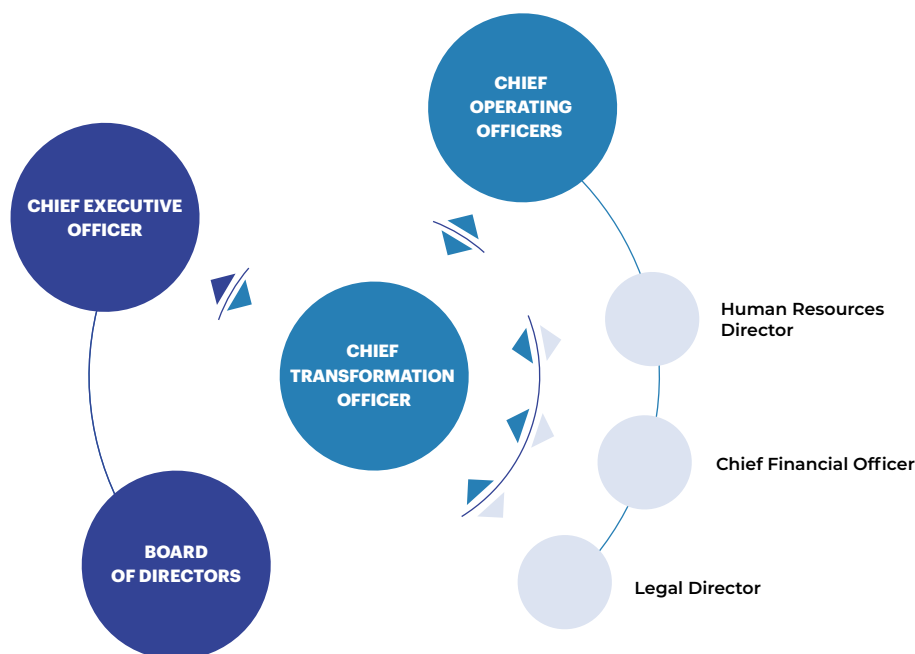 CHIEF
OPERATING
OFFICERS
CHIEF EXECUTIVE
OFFICER
CHIEF
TRANSFORMATION
OFFICER
Human Resources
Director
Chief Financial Officer
BOARD
OF DIRECTORS
Legal Director